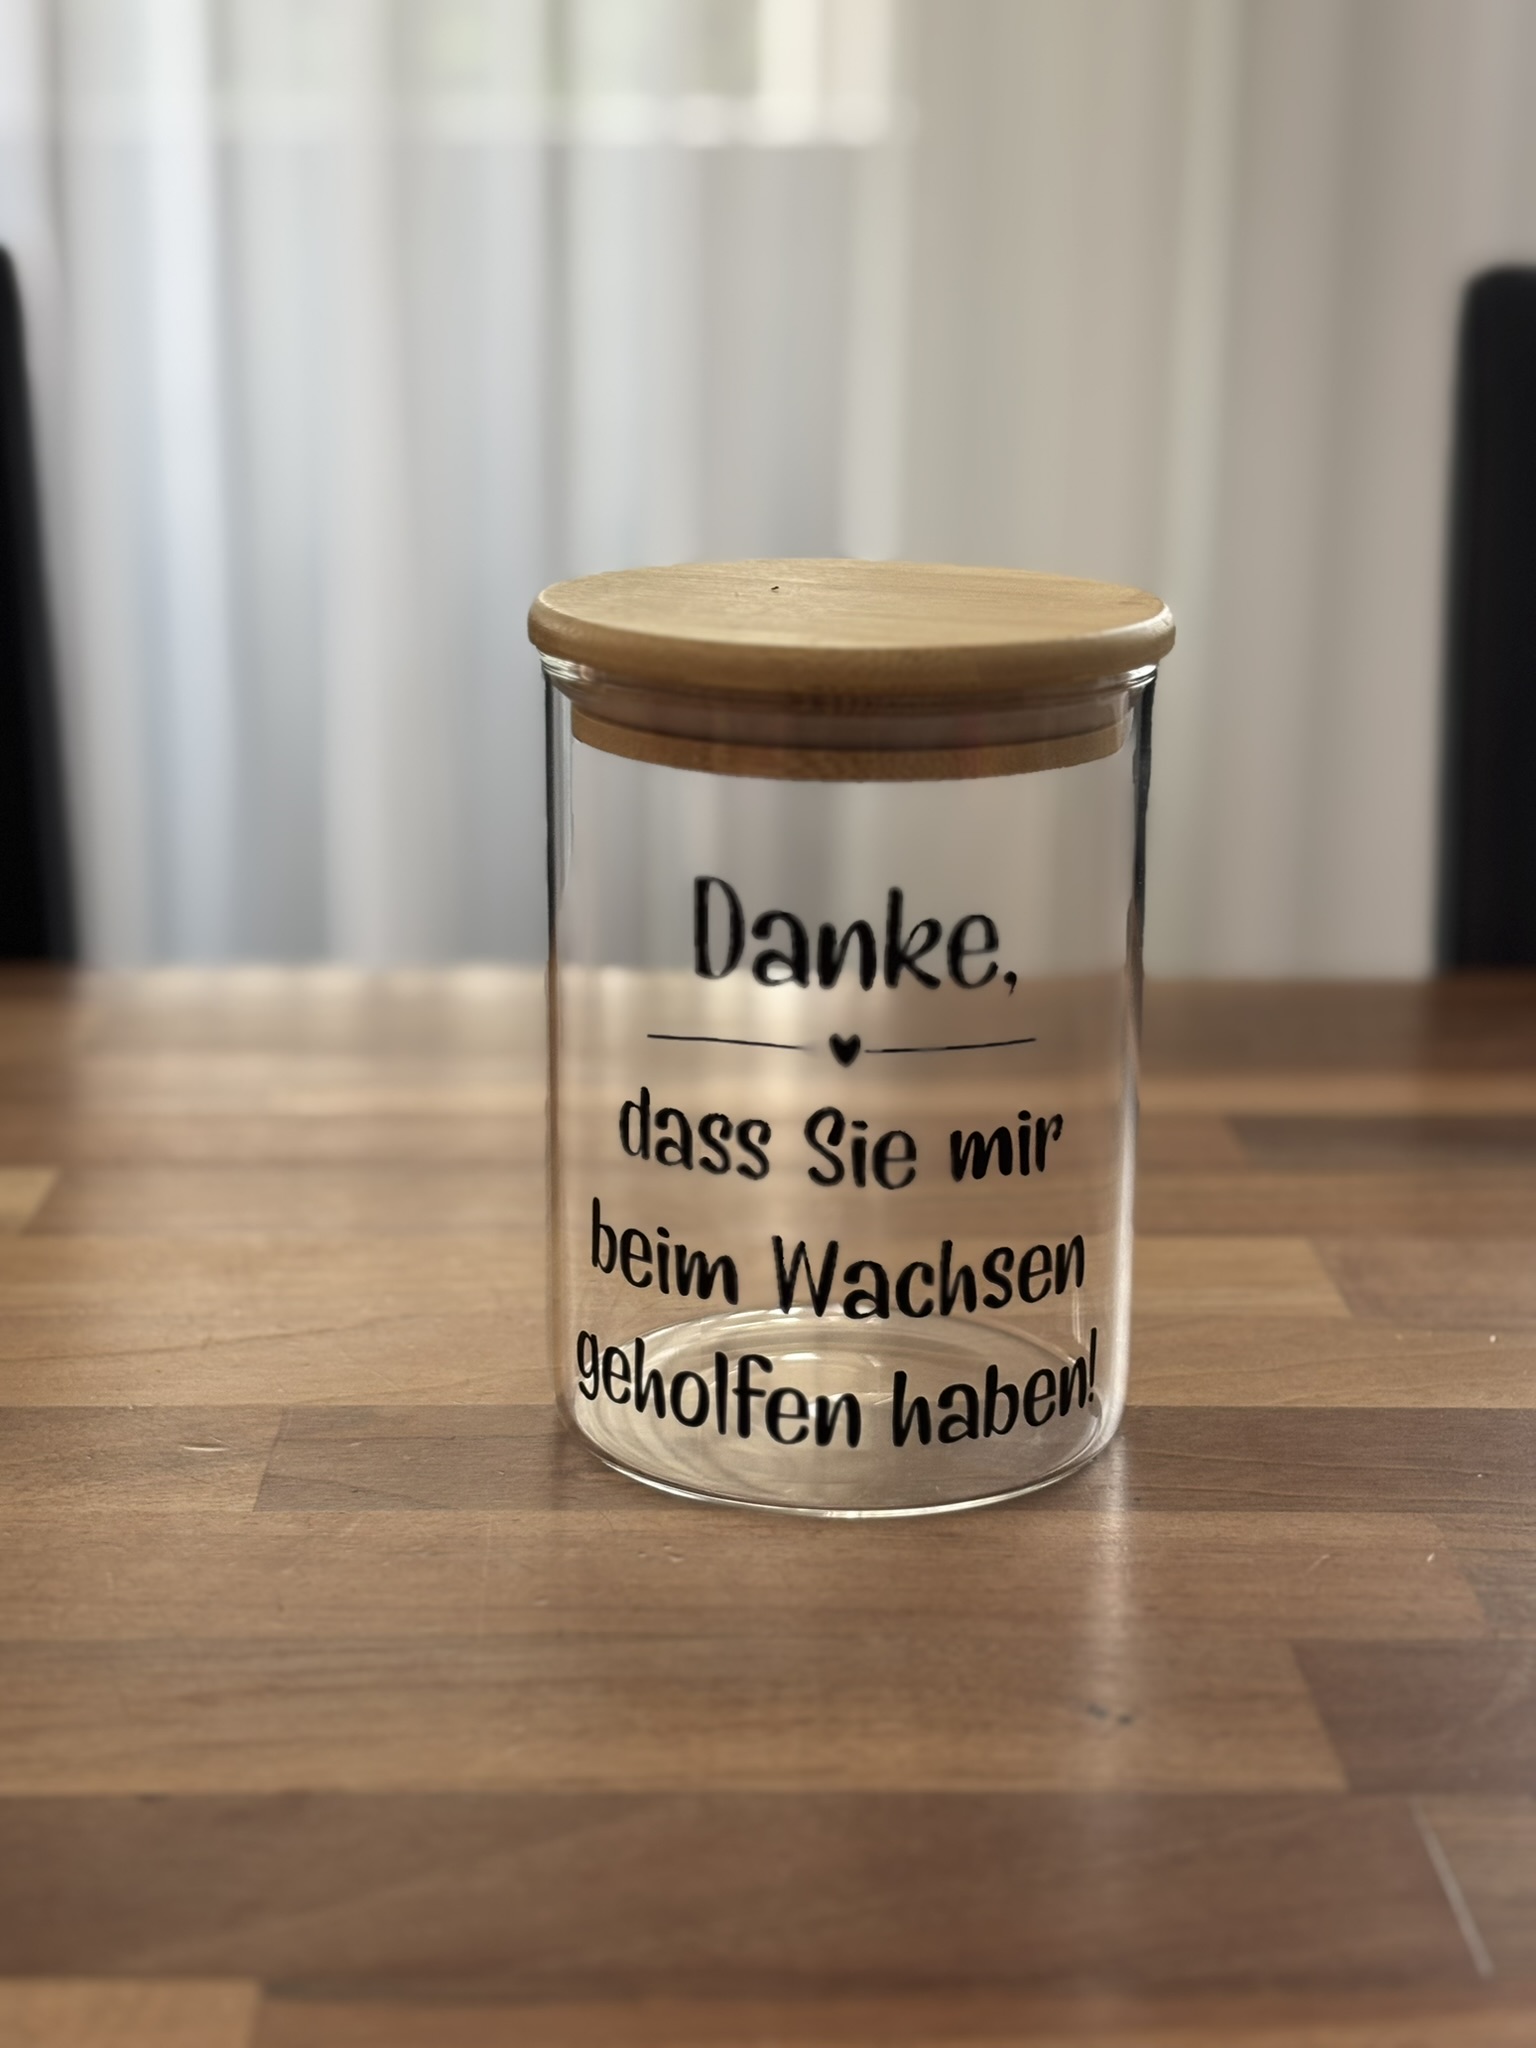 Danke,
dass Sie mir
beim Wachsen
geholfen haben!